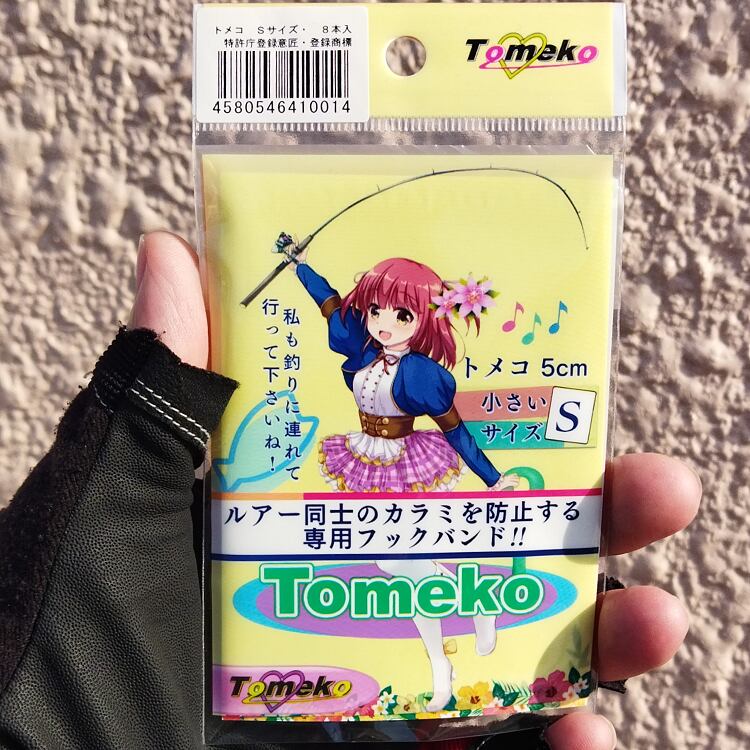 トメコ Sサイズ・ 8本入
特許庁登録意匠・登録商標
4580546410014
Tomeko
私も釣りに連れて
行って下さいね!
トメコ 5cm
小さい
サイズ
S
ルアー同士のカラミを防止する
専用フックバンド!!
Tomeko
Tomeko